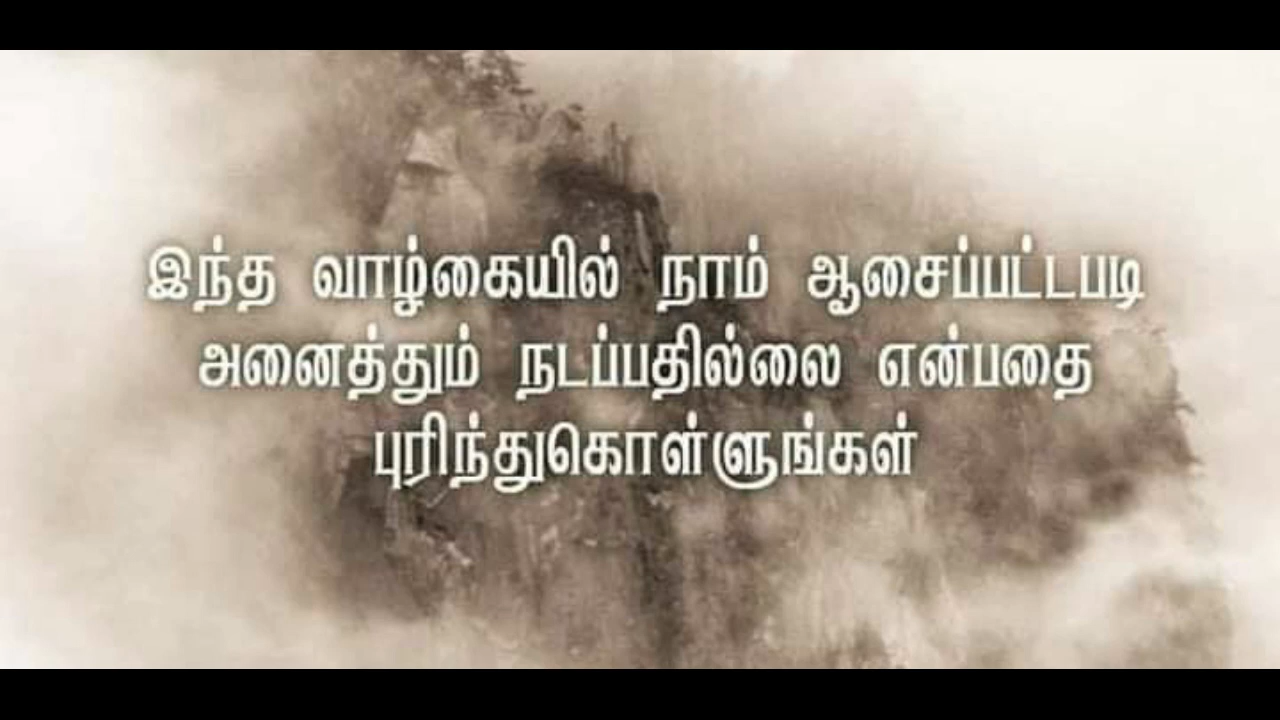 இந்த வாழ்கையில் நாம் ஆசைப்பட்டபடி
அனைத்தும் நடப்பதில்லை என்பதை
புரிந்துகொள்ளுங்கள்